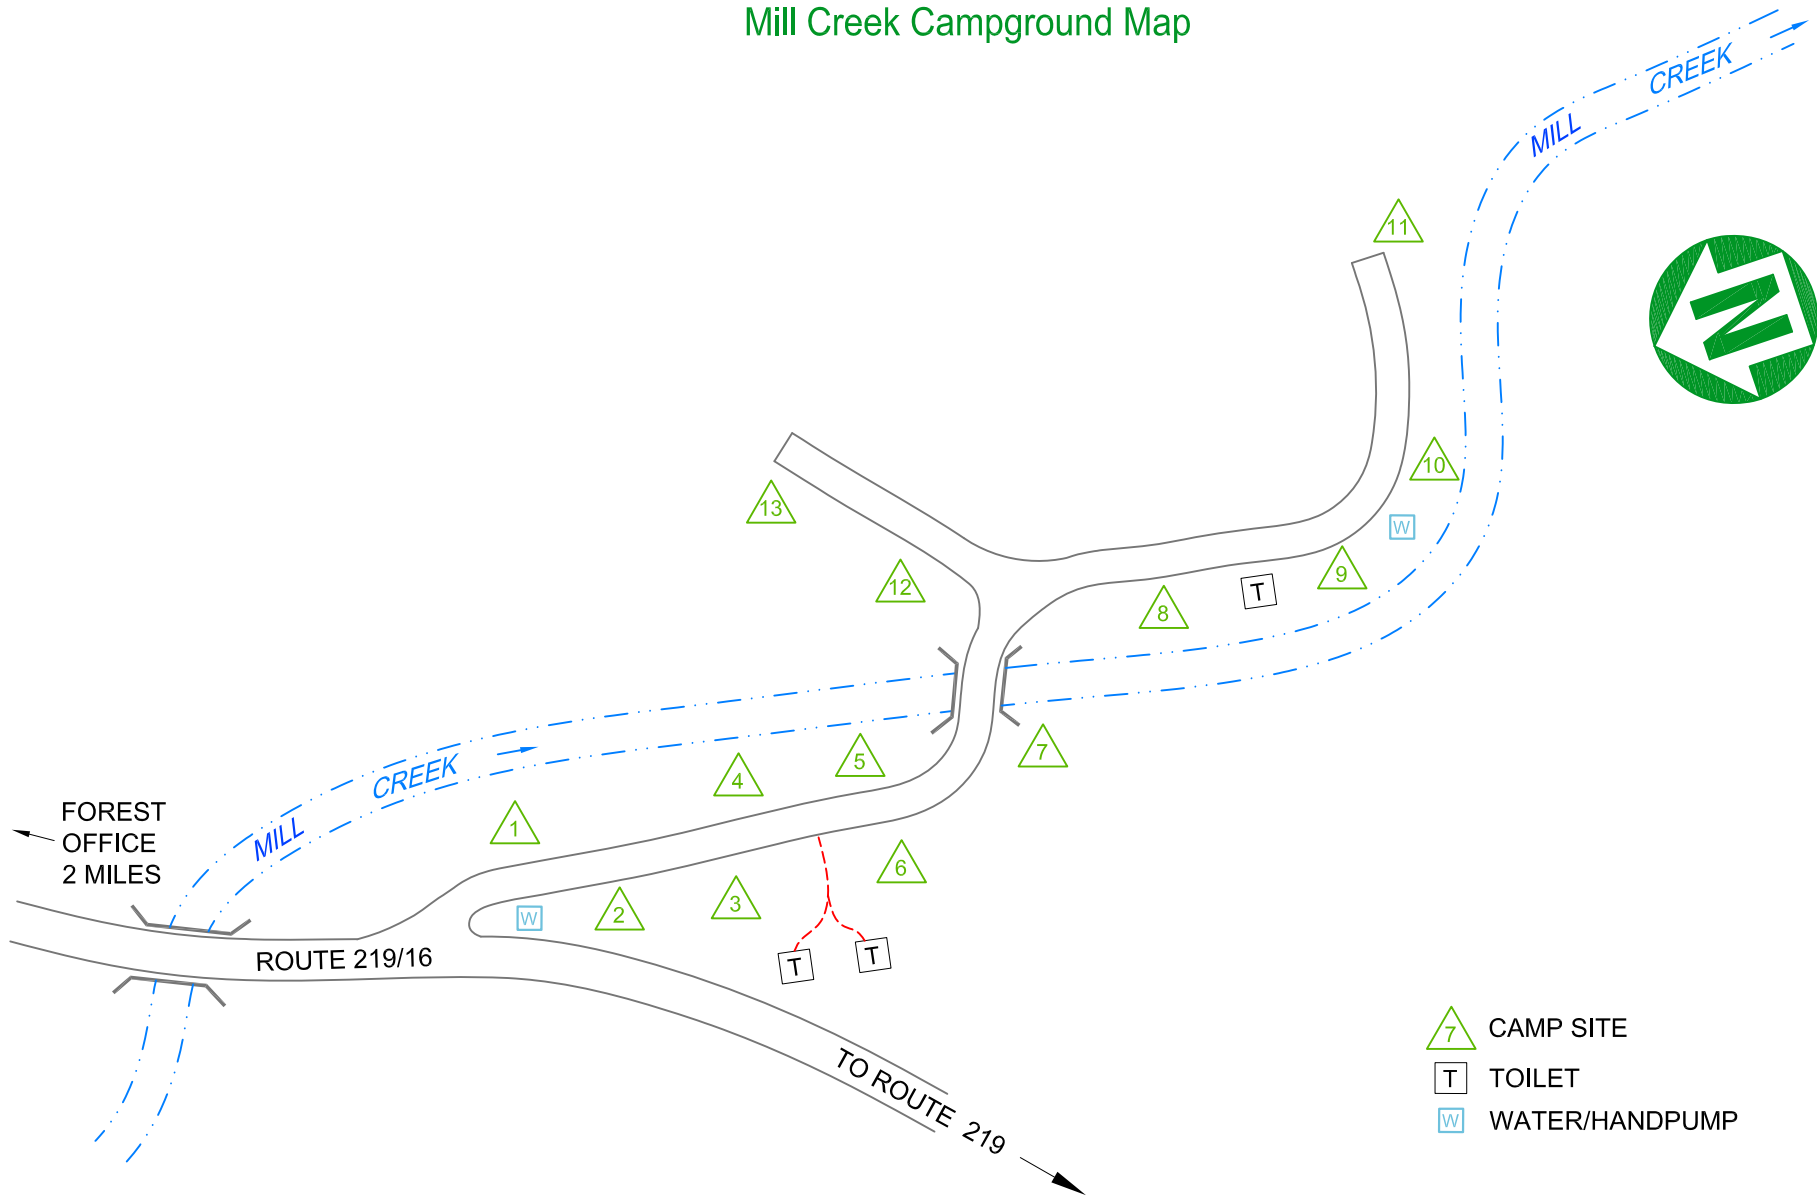 Mill Creek Campground Map
CREEK
MILL
11
N
10
13
W
9
12
T
8
7
5
4
CREEK
1
MILL
FOREST
OFFICE
2 MILES
6
3
2
W
T
T
ROUTE 219/16
TO ROUTE 219
7 CAMP SITE
T TOILET
W WATER/HANDPUMP